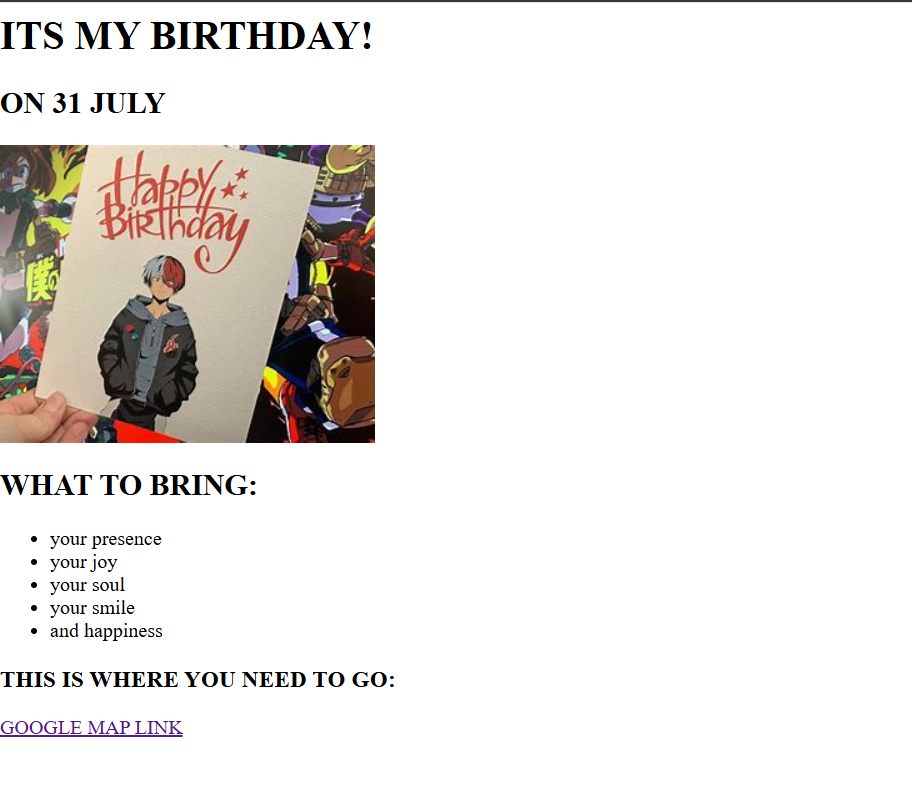 ITS MY BIRTHDAY!
ON 31 JULY
Happy
Birthday
僕の
WHAT TO BRING:
your presence
your joy
your soul
your smile
and happiness
THIS IS WHERE YOU NEED TO GO:
GOOGLE MAP LINK